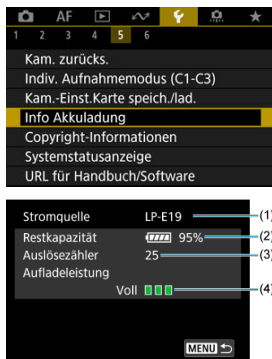 AF
1 2 3 4 5 6
Kam. zurücks.
Indiv. Aufnahmemodus (C1-C3)
Kam.-Einst.Karte speich./lad.
Info Akkuladung
Copyright-Informationen
Systemstatusanzeige
URL für Handbuch/Software
Stromquelle LP-E19 (1)
Restkapazität 95% (2)
Auslösezähler 25 (3)
Aufladeleistung
Voll (4)
MENU